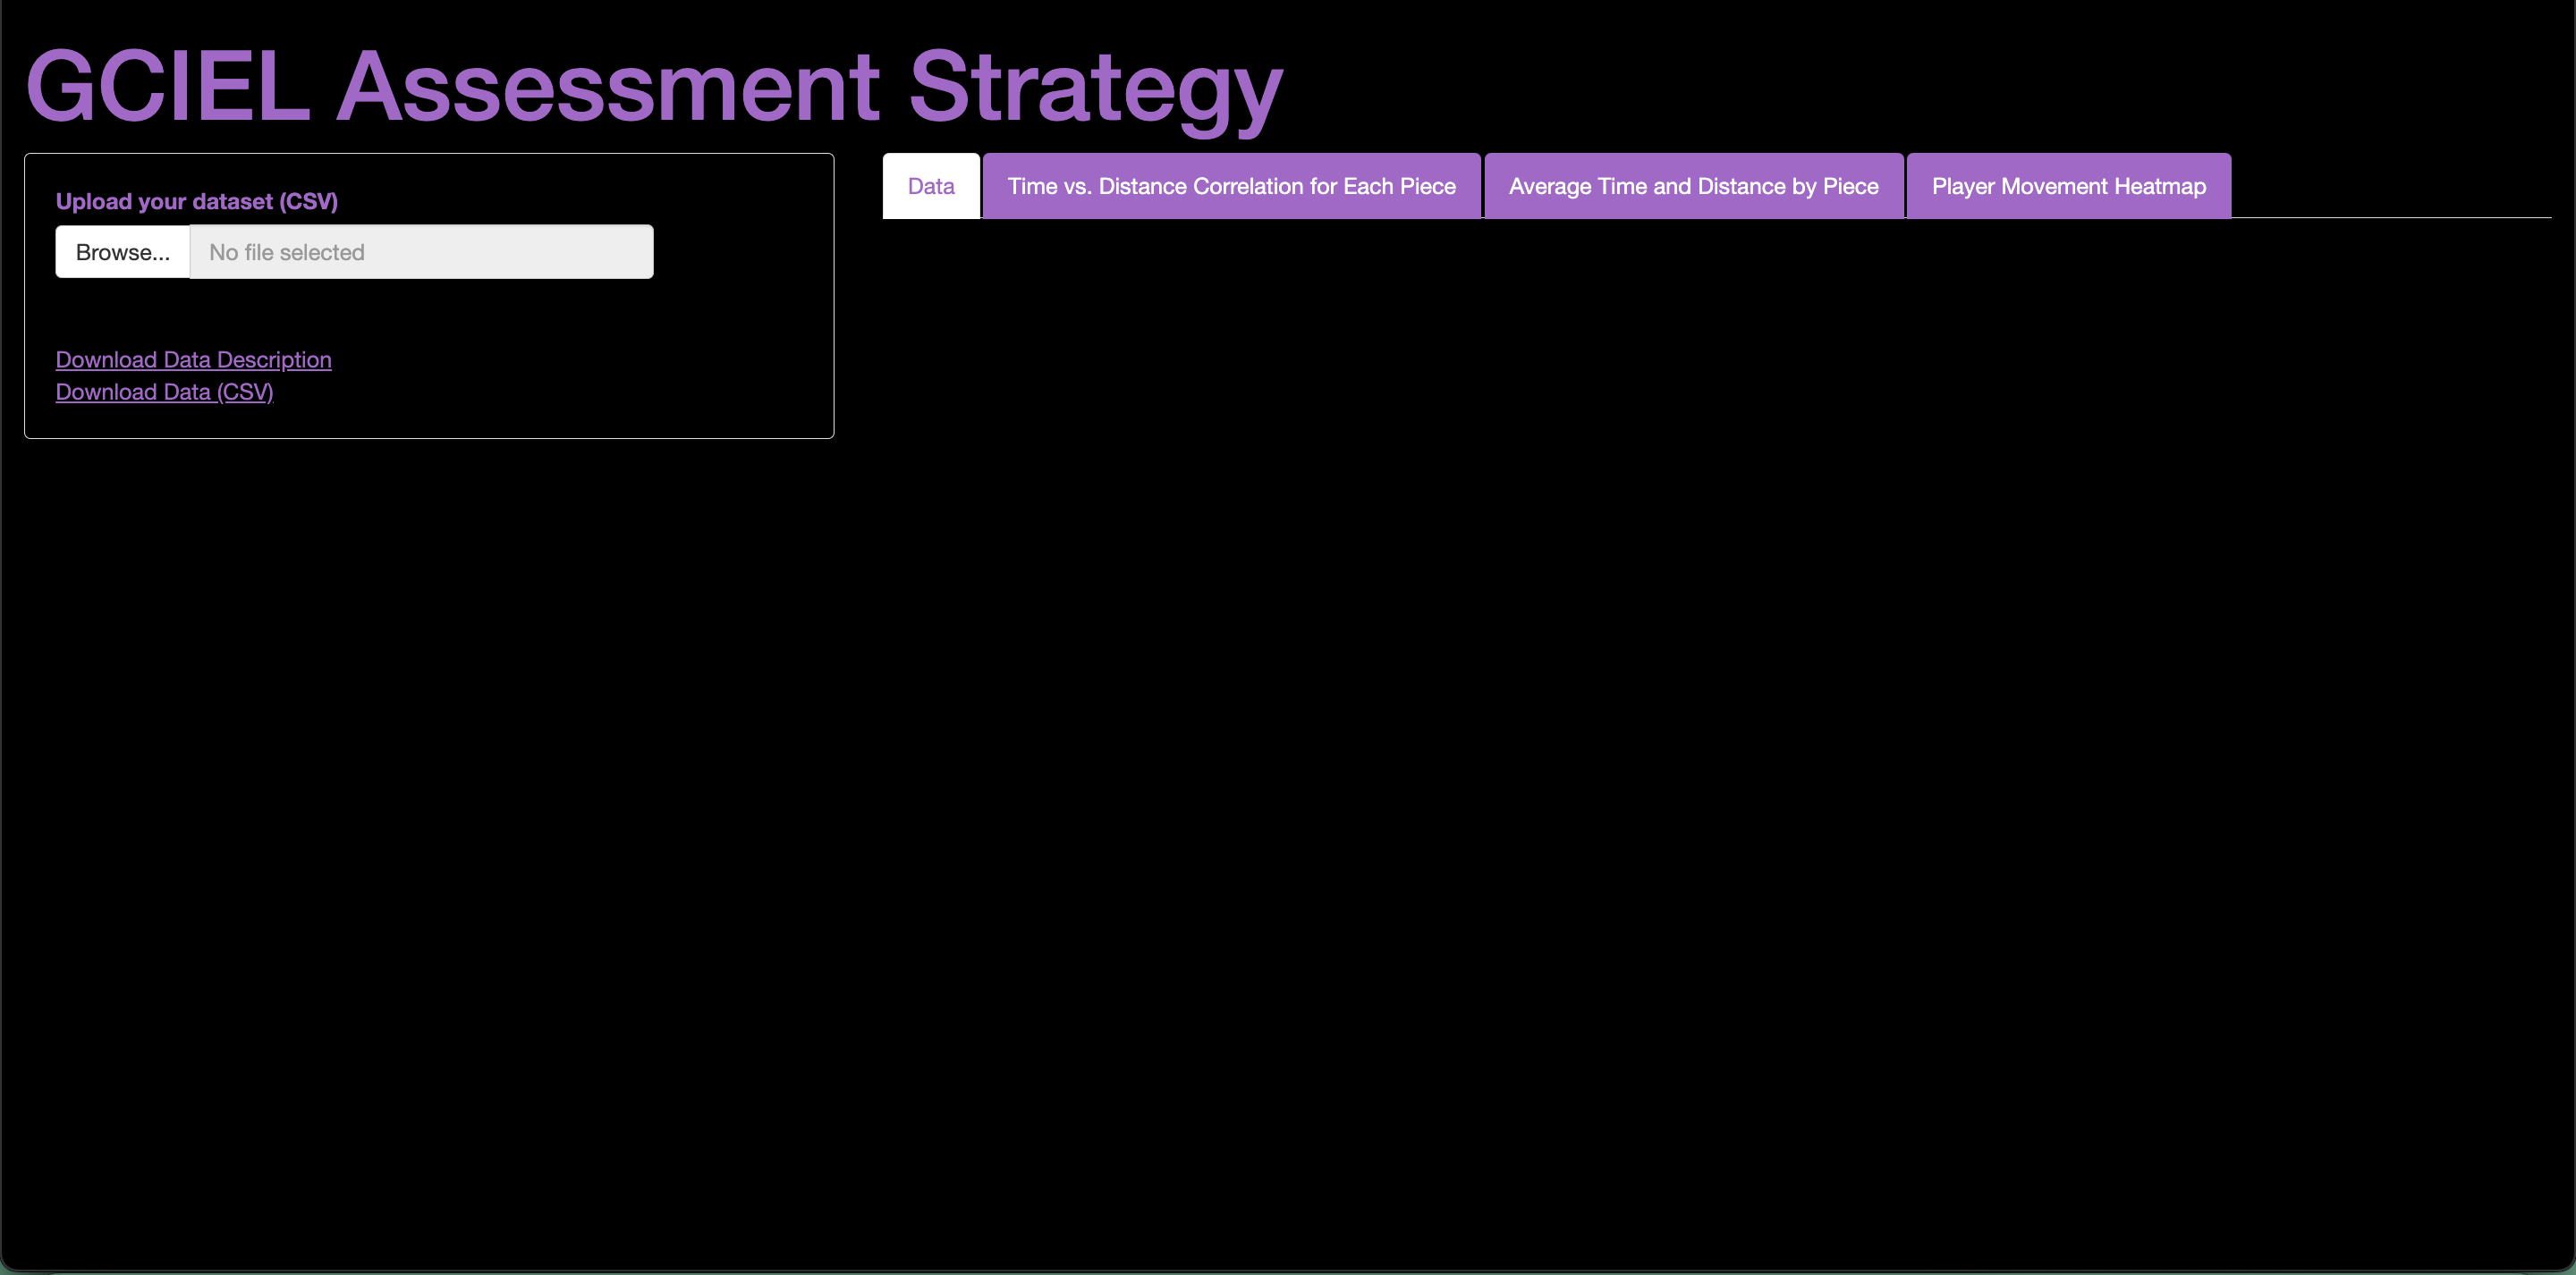 GCIEL Assessment Strategy
Upload your dataset (CSV)
Browse... No file selected
Download Data Description
Download Data (CSV)
Data Time vs. Distance Correlation for Each Piece Average Time and Distance by Piece Player Movement Heatmap